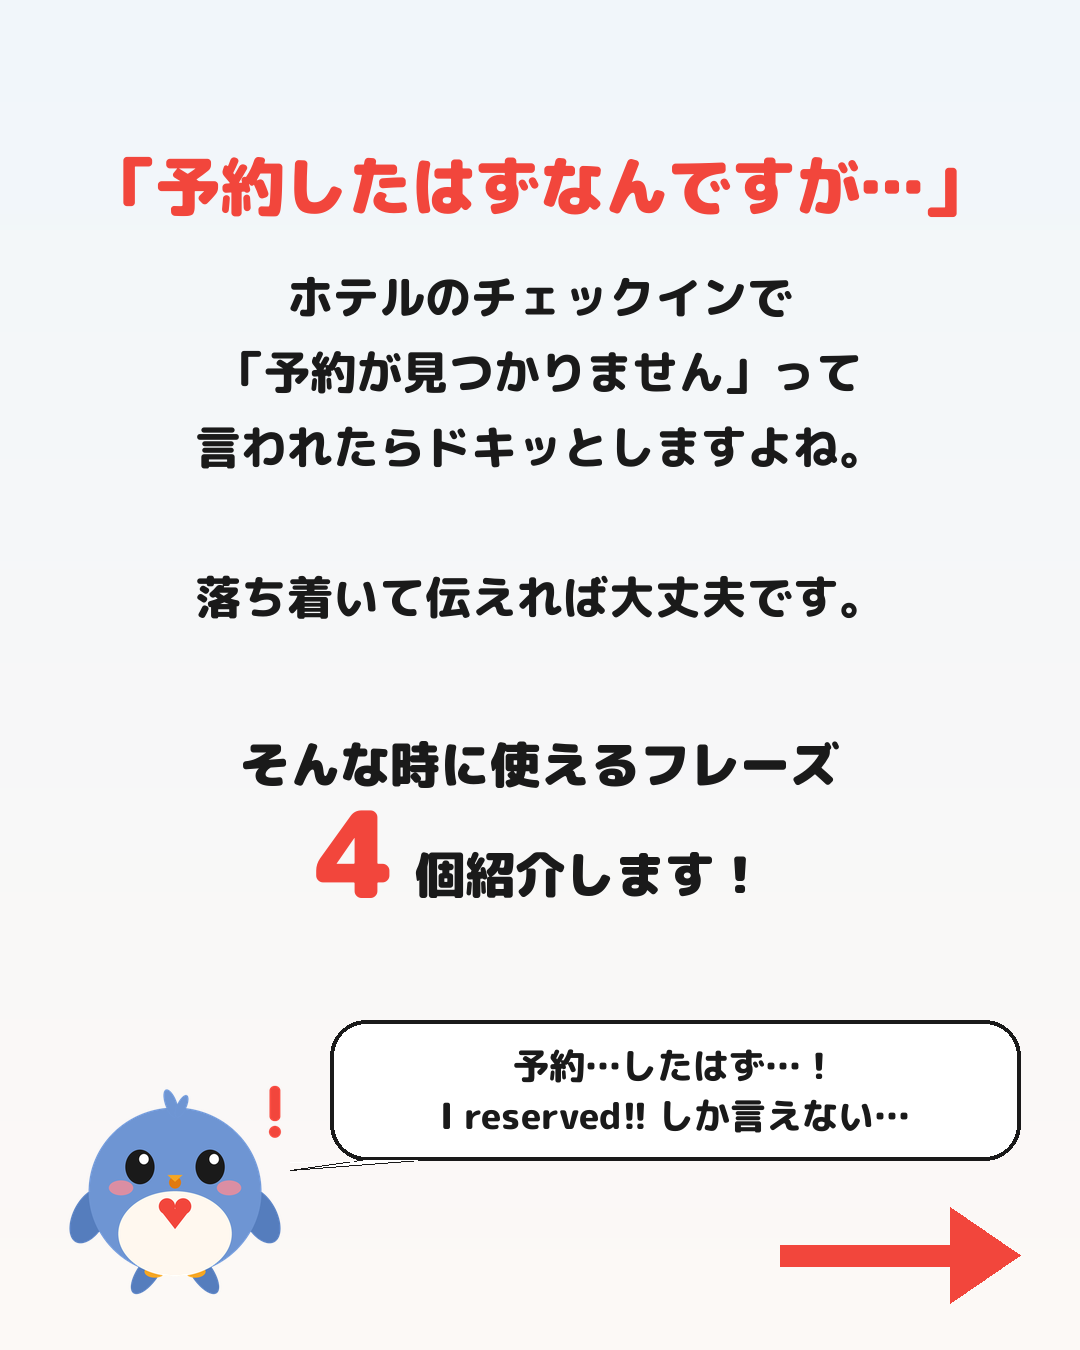 「予約したはずなんですが…」
ホテルのチェックインで
「予約が見つかりません」って
言われたらドキッとしますよね。
落ち着いて伝えれば大丈夫です。
そんな時に使えるフレーズ
4個紹介します！
予約…したはず…！
I reserved!! しか言えない…